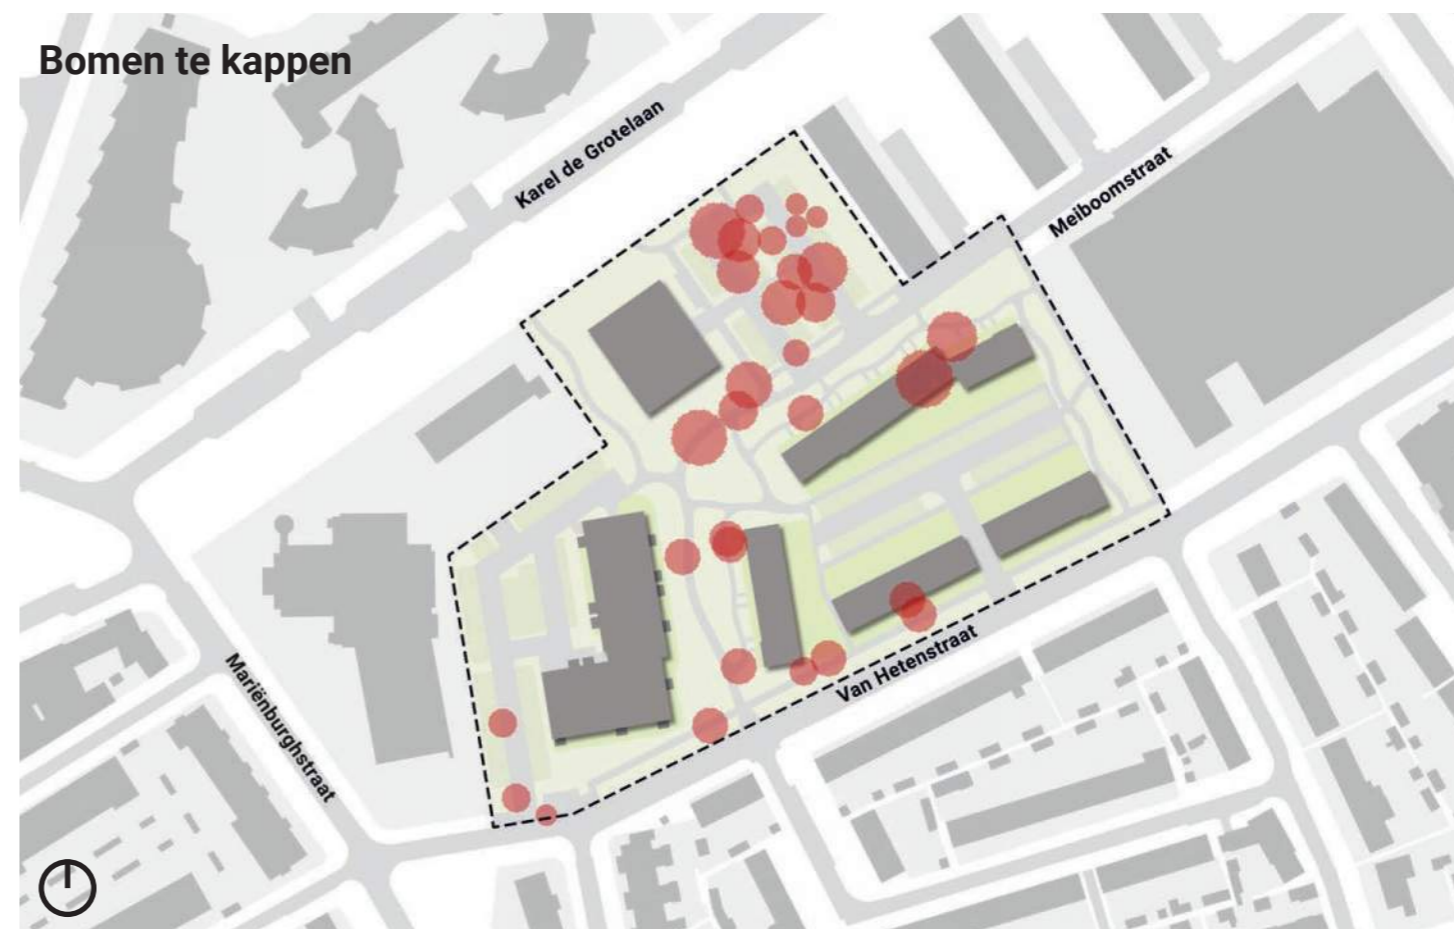 Bomen te kappen
Karel de Grotelaan
Meiboomstraat
Van Hetenstraat
Mariënburghstraat